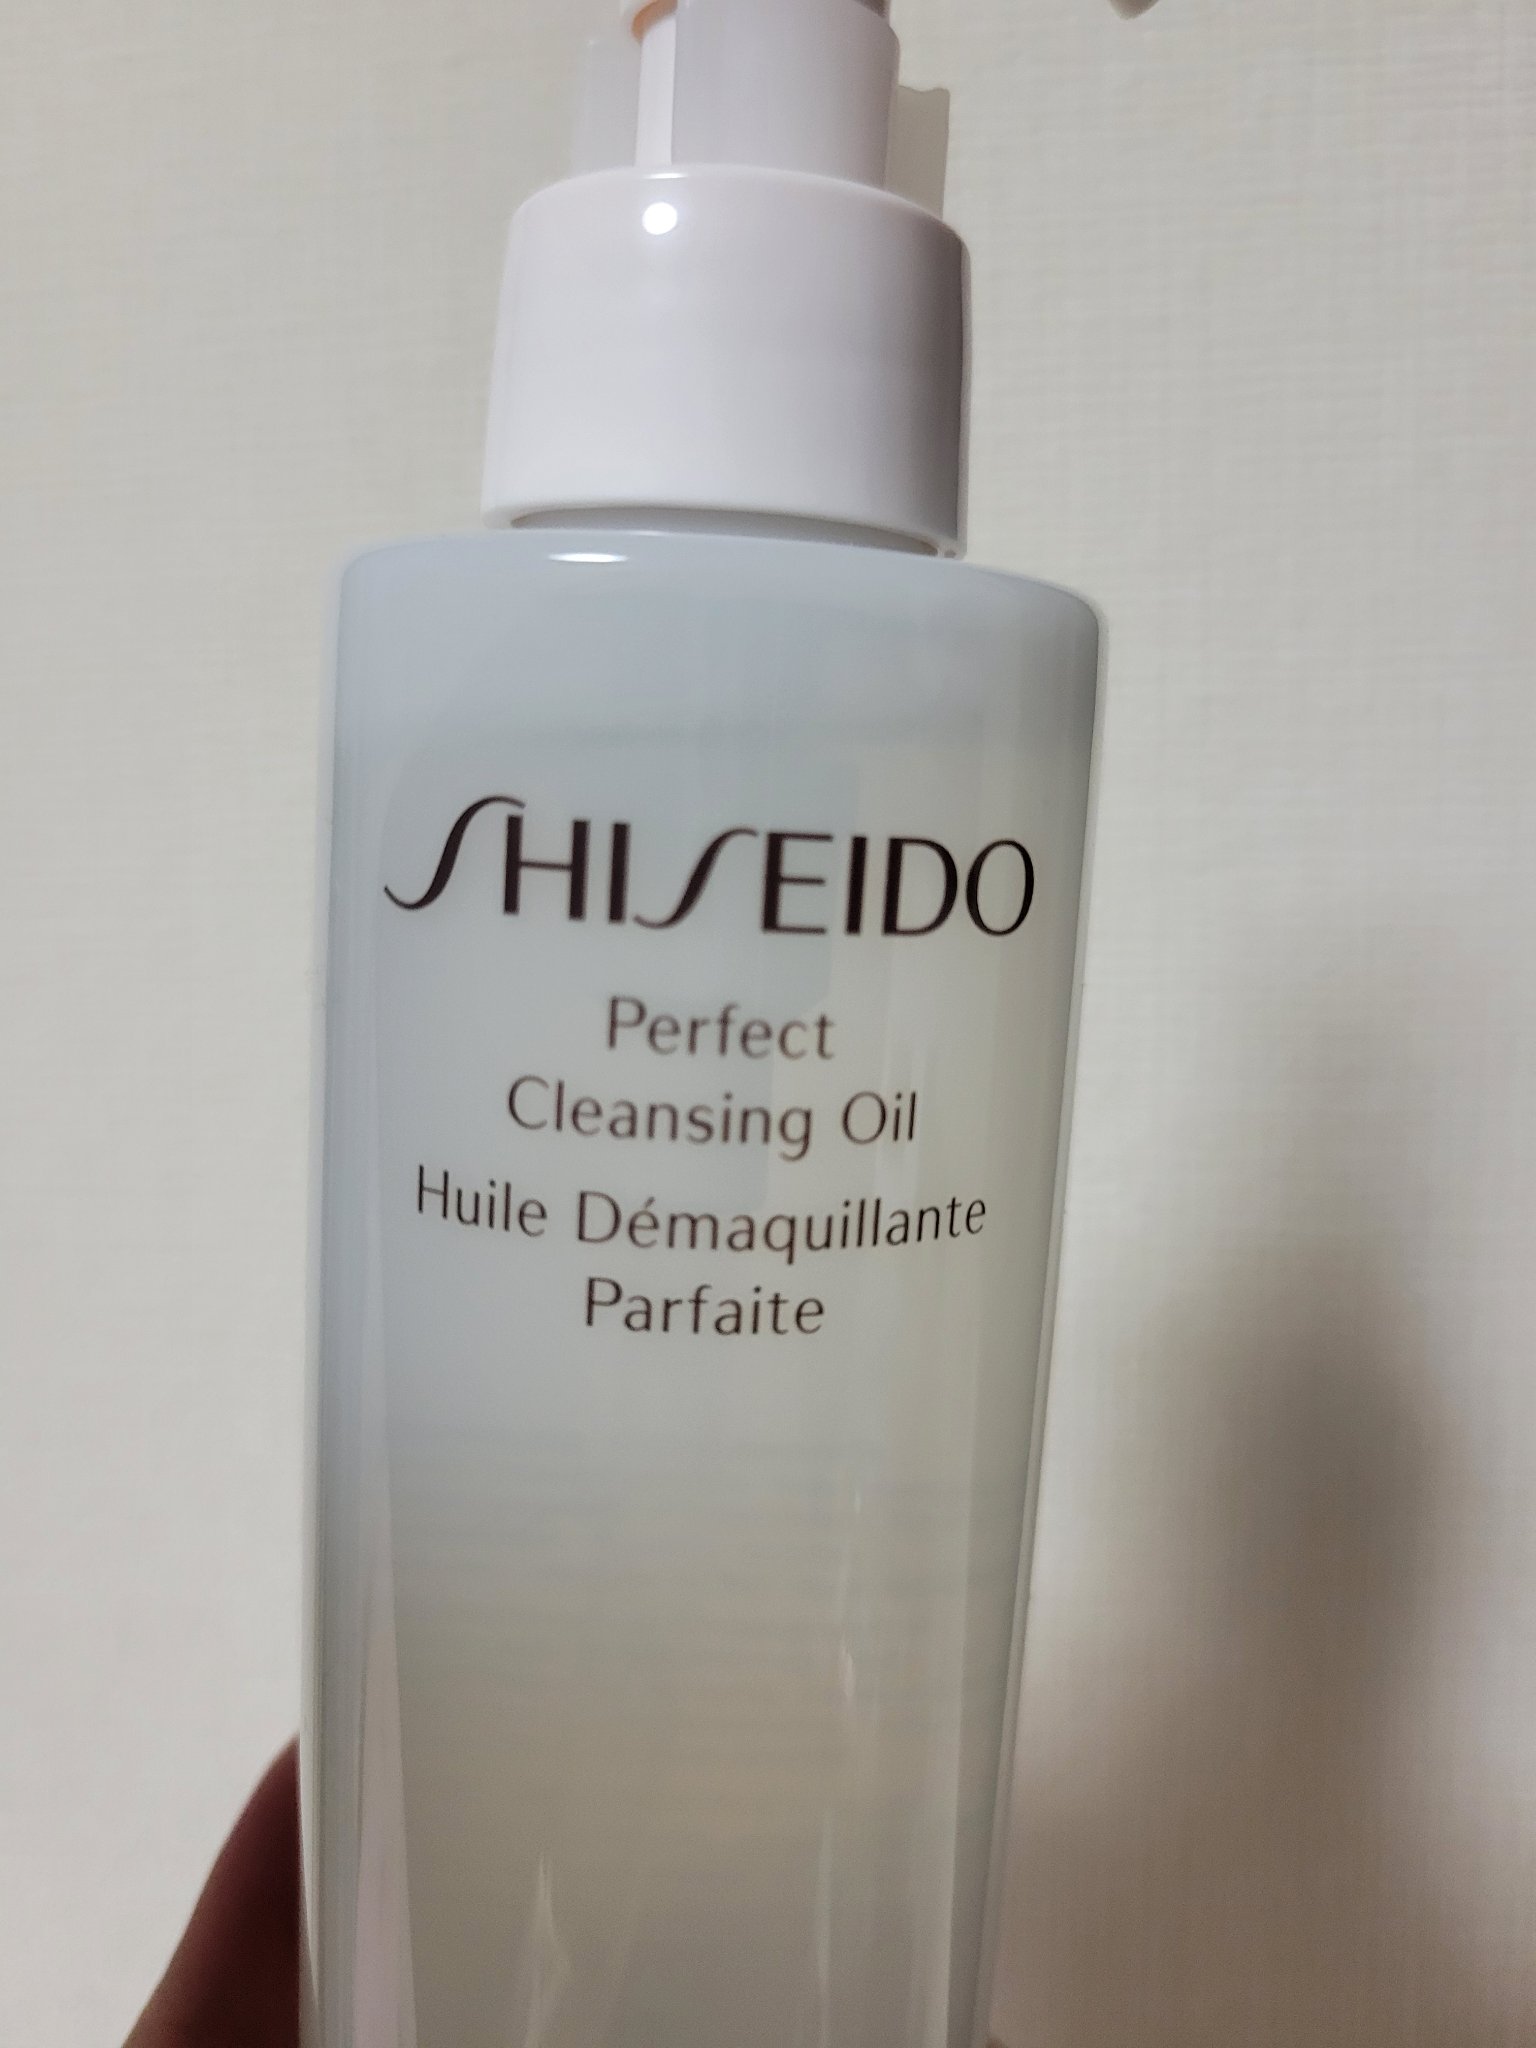 SHISEIDO
Perfect
Cleansing Oil
Huile Démaquillante
Parfaite